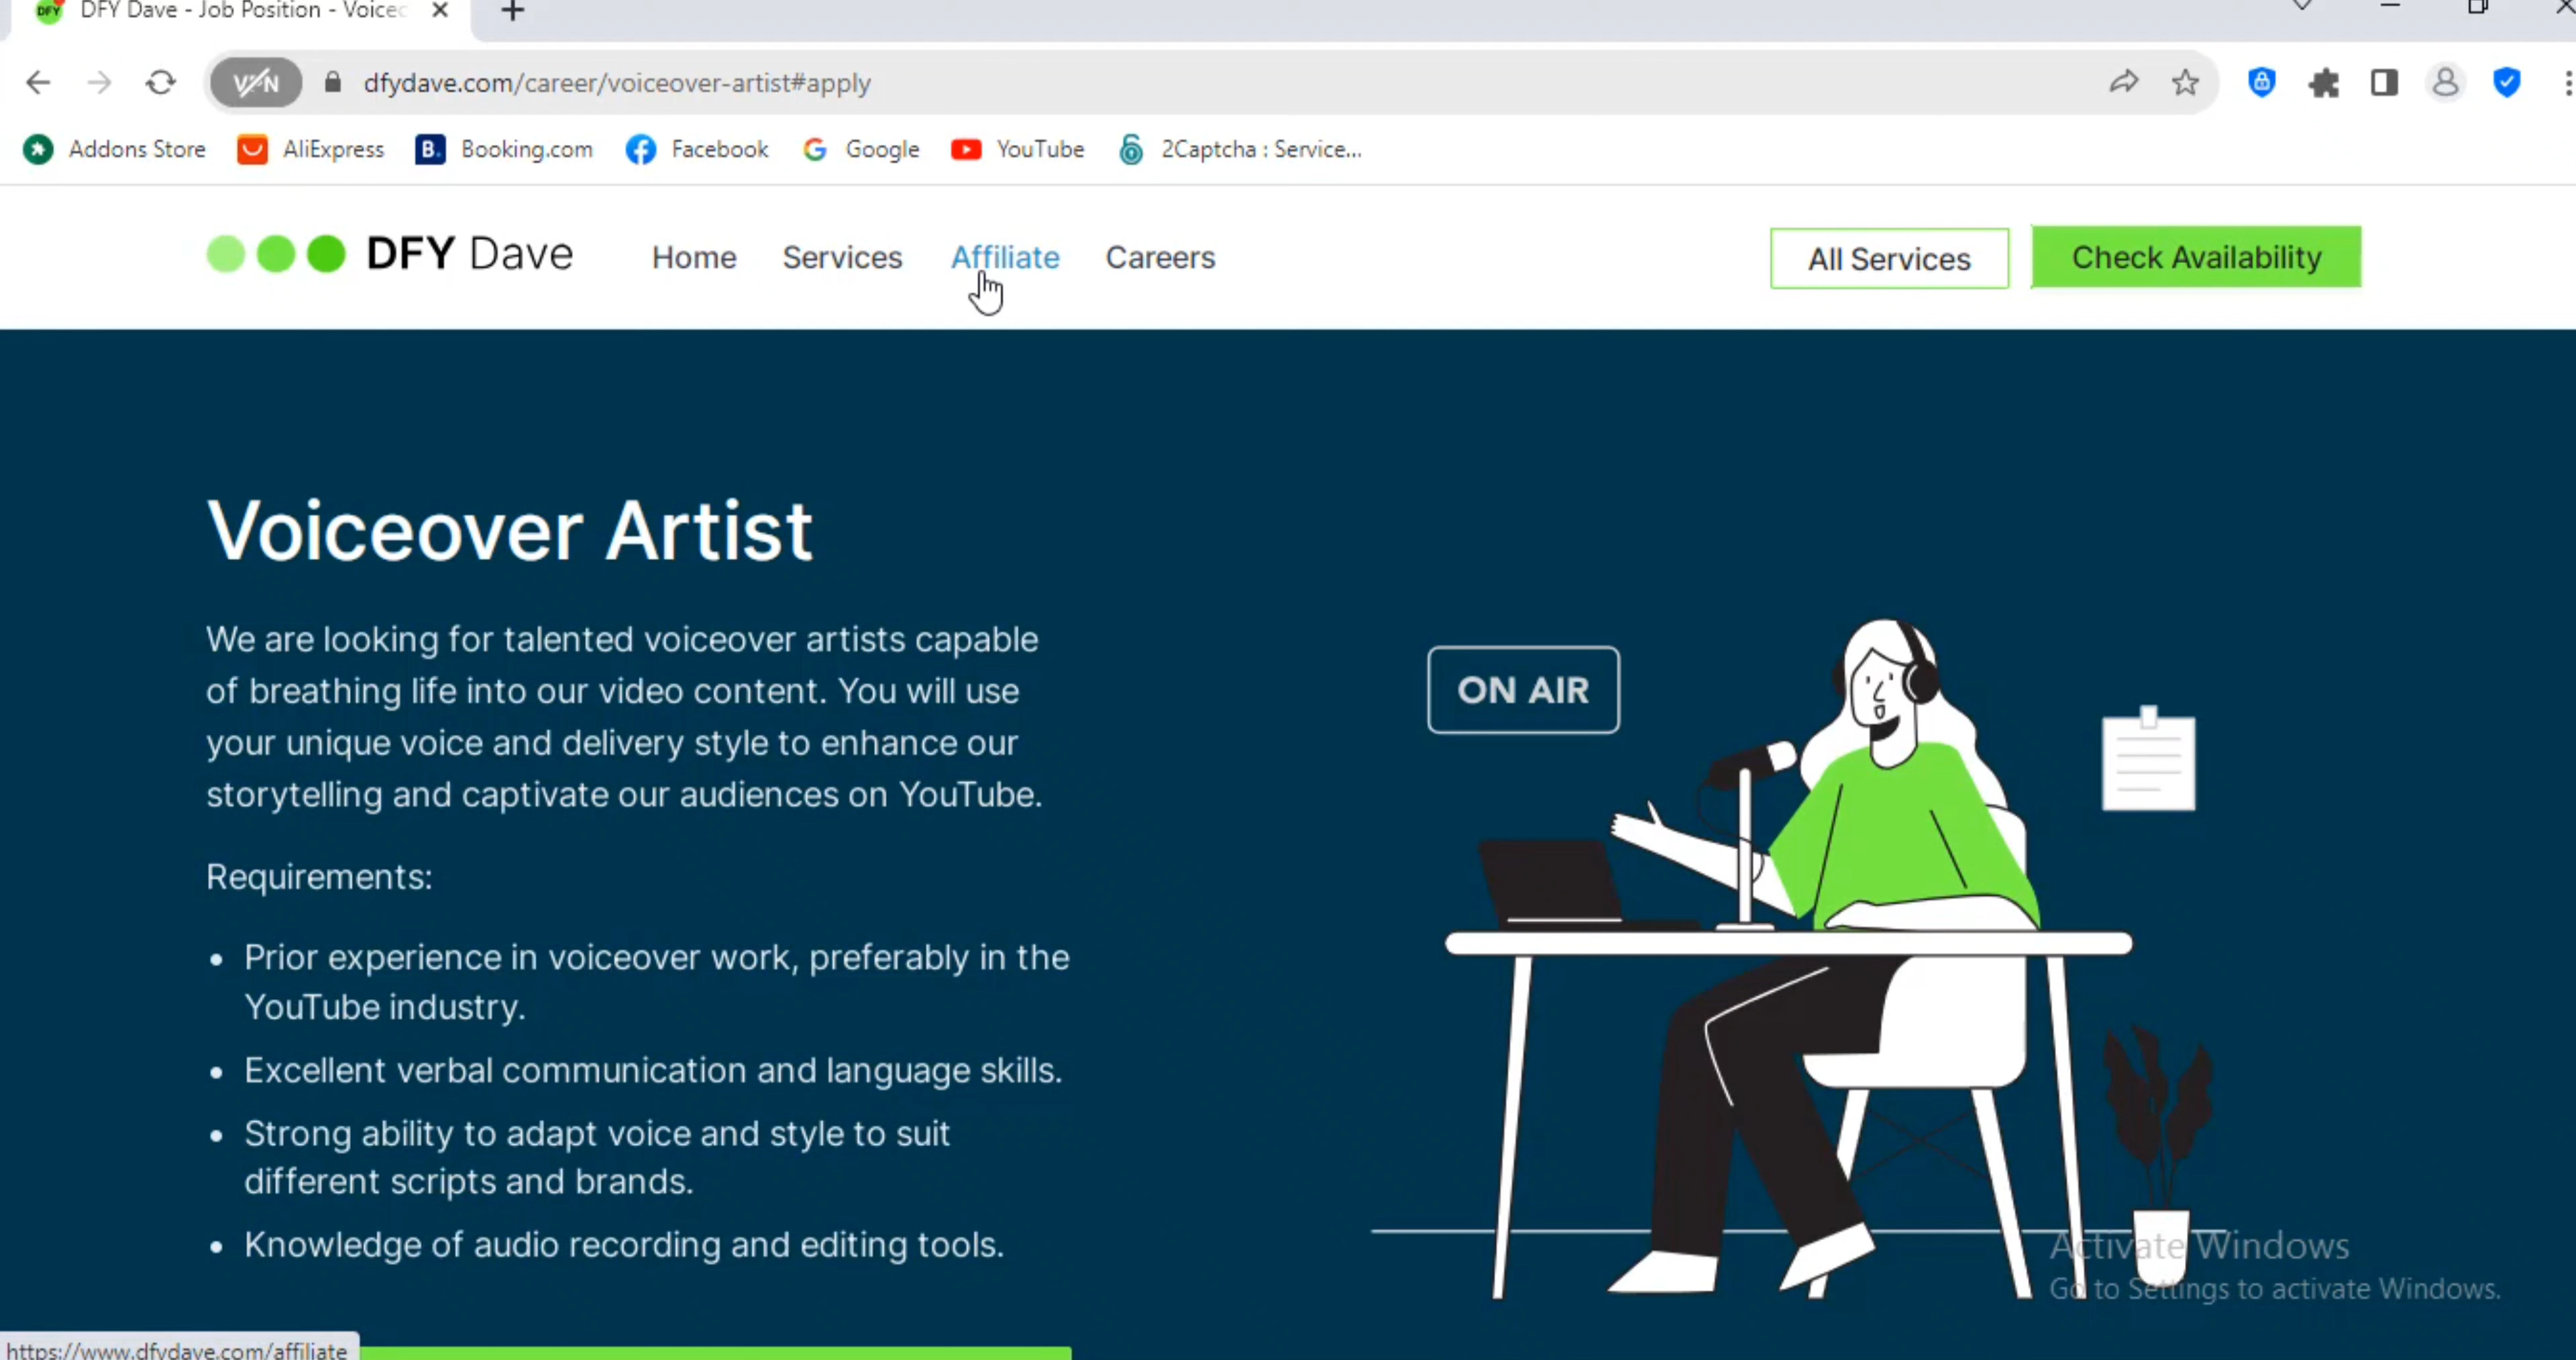 DFY
DFY Dave - Job Position - Voicec
VPN
dfydave.com/career/voiceover-artist#apply
Addons Store
AliExpress
B.
Booking.com
Facebook
Google
YouTube
2Captcha : Service...
DFY Dave
Home
Services
Affiliate
Careers
All Services
Check Availability
Voiceover Artist
We are looking for talented voiceover artists capable
of breathing life into our video content. You will use
your unique voice and delivery style to enhance our
storytelling and captivate our audiences on YouTube.
Requirements:
• Prior experience in voiceover work, preferably in the
YouTube industry.
• Excellent verbal communication and language skills.
• Strong ability to adapt voice and style to suit
different scripts and brands.
• Knowledge of audio recording and editing tools.
ON AIR
Activate Windows
Go to Settings to activate Windows.
https://www.dfydave.com/affiliate